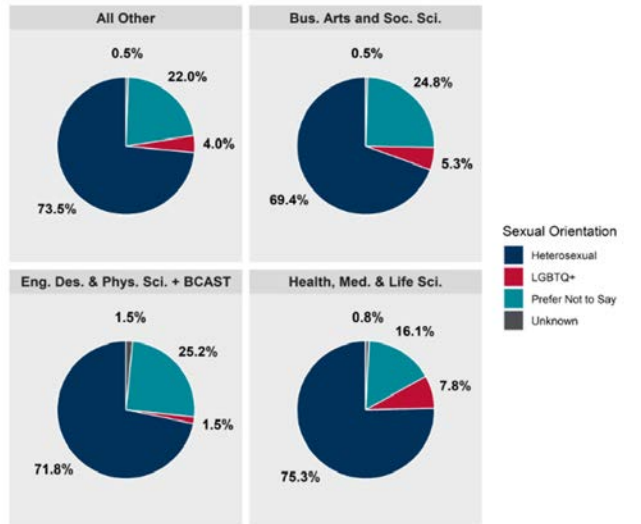 All Other
0.5%
22.0%
4.0%
73.5%
Bus. Arts and Soc. Sci.
0.5%
24.8%
5.3%
69.4%
Eng. Des. & Phys. Sci. + BCAST
1.5%
25.2%
1.5%
71.8%
Health, Med. & Life Sci.
0.8%
16.1%
7.8%
75.3%
Sexual Orientation
Heterosexual
LGBTQ+
Prefer Not to Say
Unknown